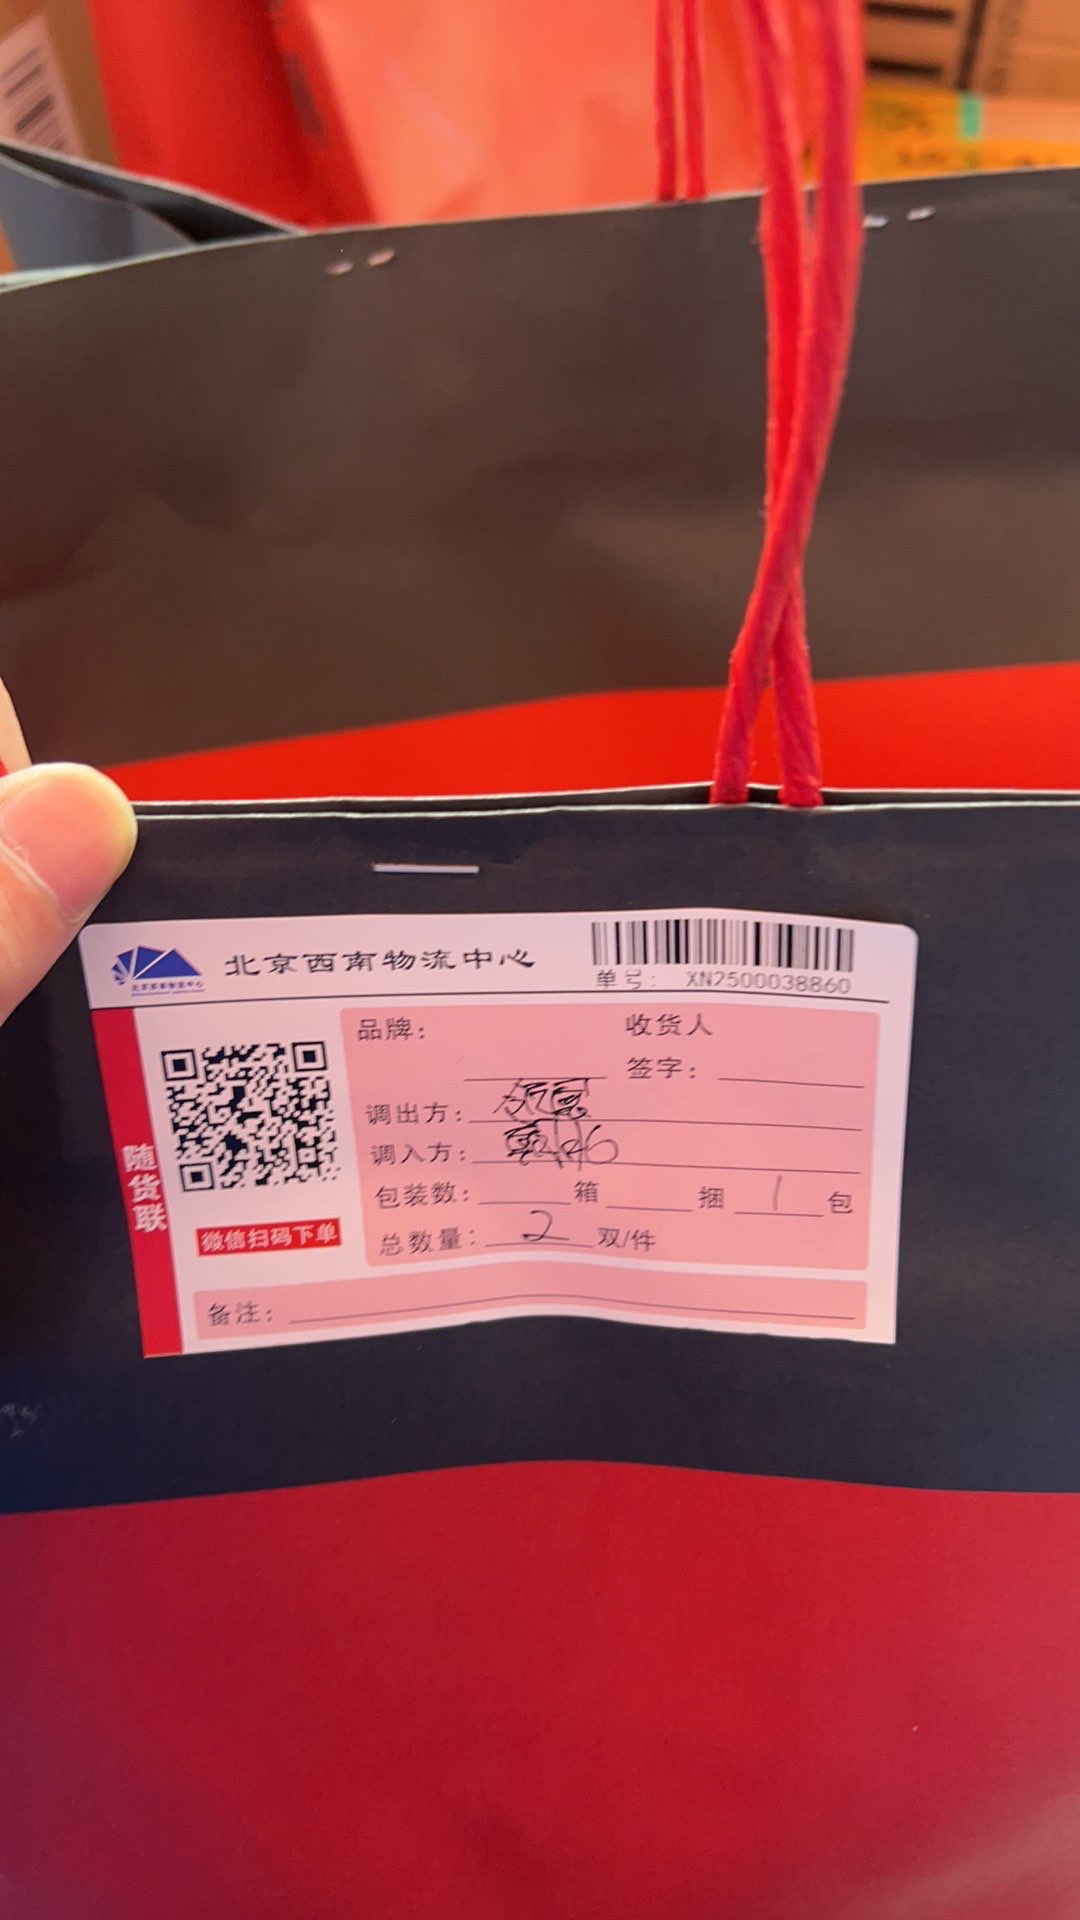 北京西南物流中心
单号: XN2500038860
品牌:
收货人
签字:
调出方:
调入方:
包装数: 箱 捆 1 包
总数量: 2 双/件
随货联
微信扫码下单
备注: